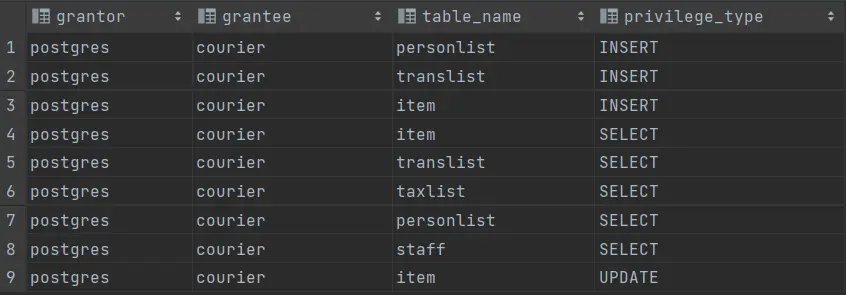 grantor grantee table_name privilege_type
1 postgres courier personlist INSERT
2 postgres courier translist INSERT
3 postgres courier item INSERT
4 postgres courier item SELECT
5 postgres courier translist SELECT
6 postgres courier taxlist SELECT
7 postgres courier personlist SELECT
8 postgres courier staff SELECT
9 postgres courier item UPDATE